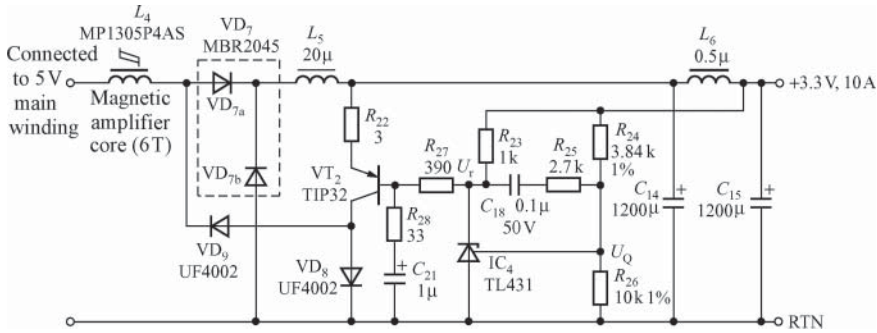 L4
MP1305P4AS
Connected
to 5 V
main
winding
Magnetic
amplifier
core (6T)
VD7
MBR2045
VD7a
VD7b
L5
20μ
L6
0.5μ
+3.3 V, 10A
R22
3
VT2
TIP32
R27
390
Ur
R23
1k
R25
2.7k
R24
3.84k
1%
C18
0.1μ
50V
R28
33
C14
1200μ
C15
1200μ
VD9
UF4002
VD8
UF4002
C21
1μ
IC4
TL431
UQ
R26
10k 1%
RTN